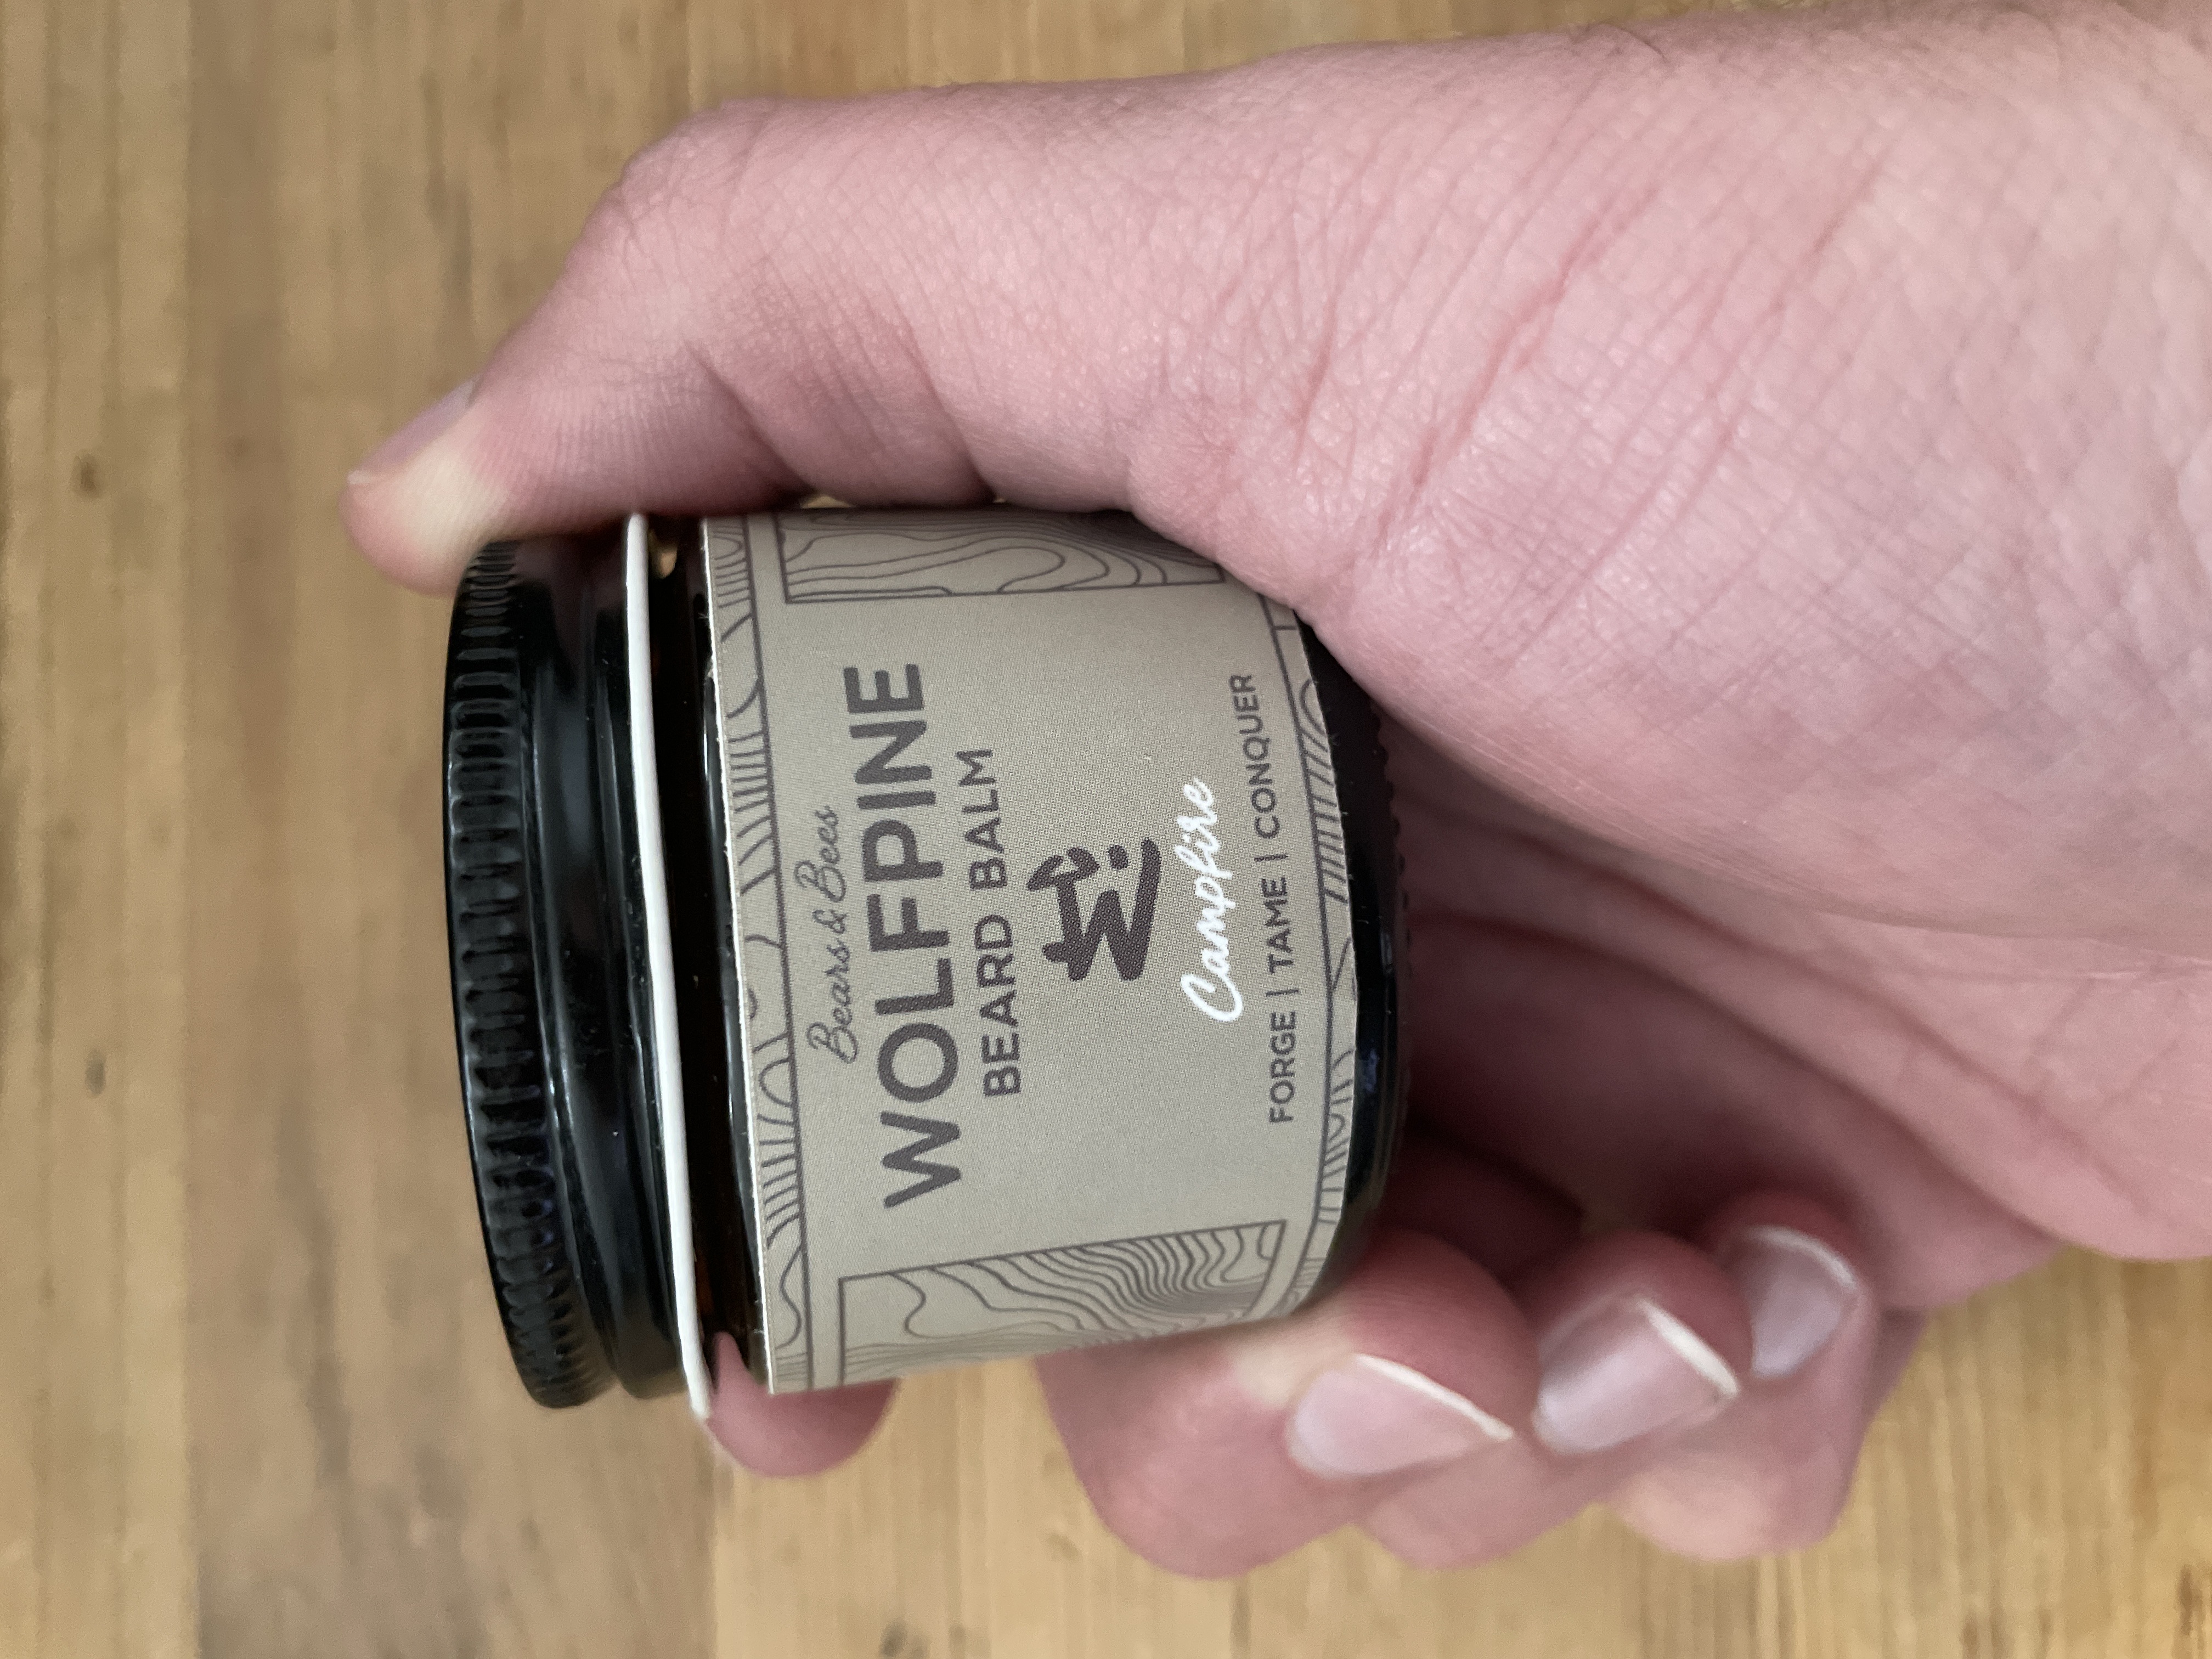 Bears & Bees
WOLFPINE
BEARD BALM
W
Campfire
FORGE | TAME | CONQUER